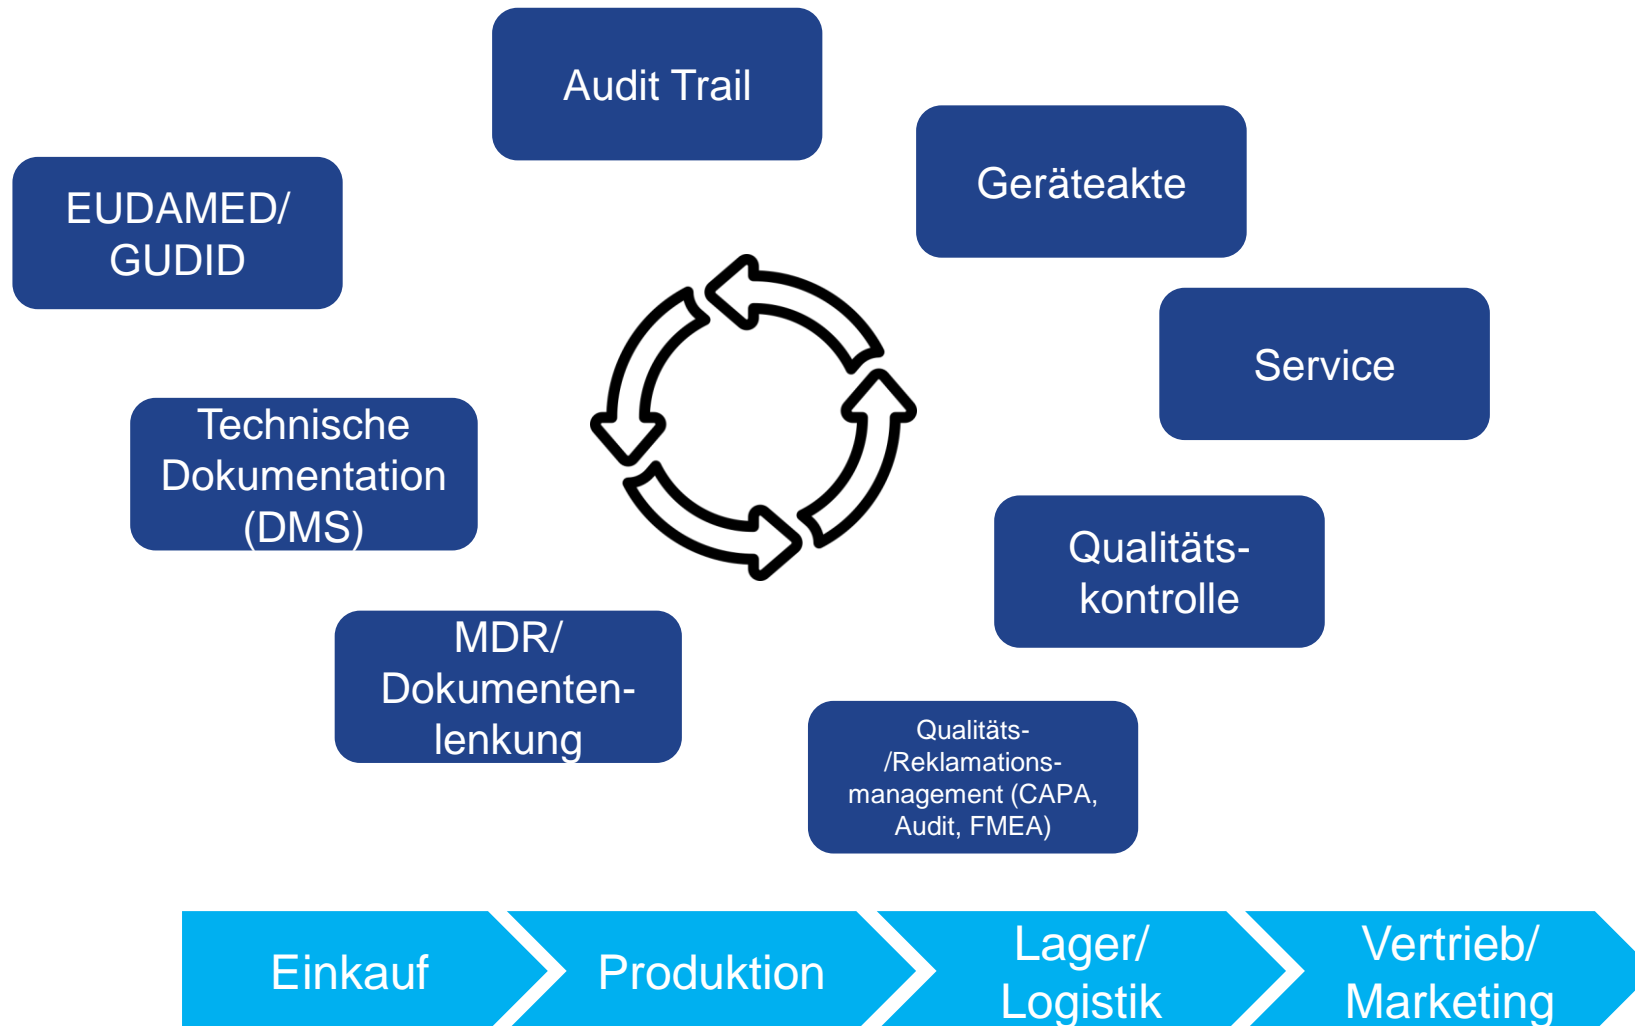 Audit Trail
Geräteakte
EUDAMED/
GUDID
Service
Technische
Dokumentation
(DMS)
Qualitäts-
kontrolle
MDR/
Dokumenten-
lenkung
Qualitäts-
/Reklamations-
management (CAPA,
Audit, FMEA)
Einkauf
Produktion
Lager/
Logistik
Vertrieb/
Marketing